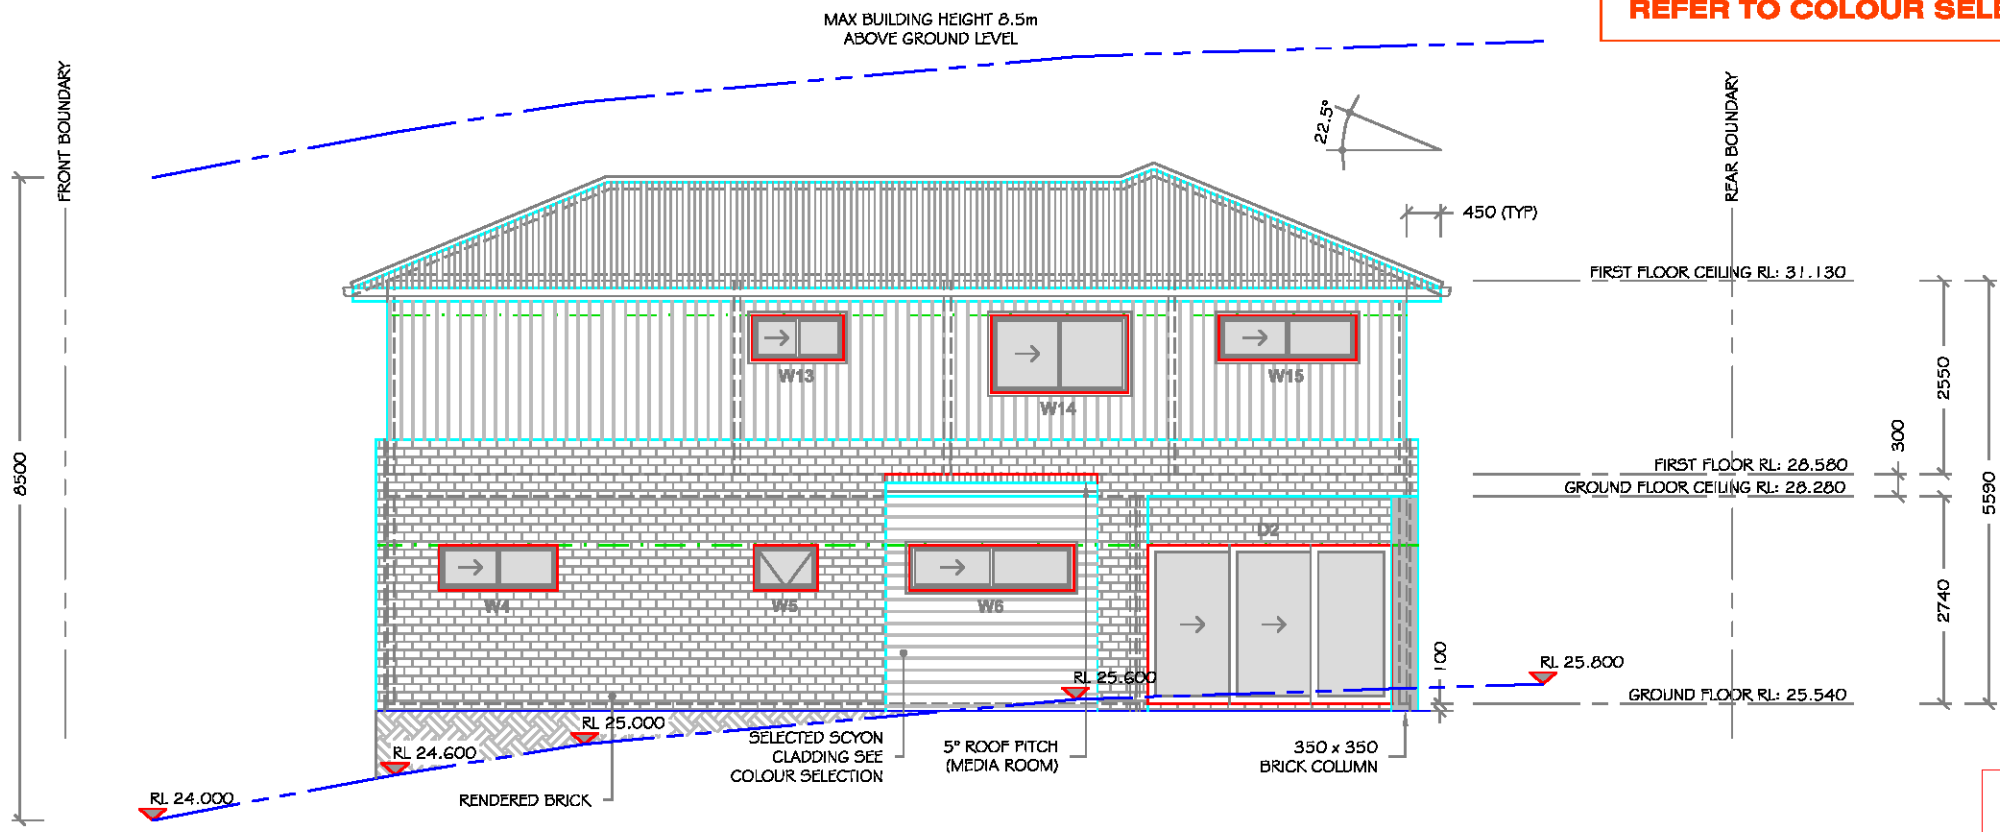 MAX BUILDING HEIGHT 8.5m
ABOVE GROUND LEVEL
REFER TO COLOUR SELE
FRONT BOUNDARY
REAR BOUNDARY
22.5°
450 (TYP)
FIRST FLOOR CEILING RL: 31.130
W13
W14
W15
2550
8500
300
FIRST FLOOR RL: 28.580
GROUND FLOOR CEILING RL: 28.280
5590
D2
W4
W5
W6
2740
100
RL 25.600
RL 25.800
GROUND FLOOR RL: 25.540
RL 25.000
RL 24.600
RL 24.000
SELECTED SCYON
CLADDING SEE
COLOUR SELECTION
5° ROOF PITCH
(MEDIA ROOM)
350 x 350
BRICK COLUMN
RENDERED BRICK